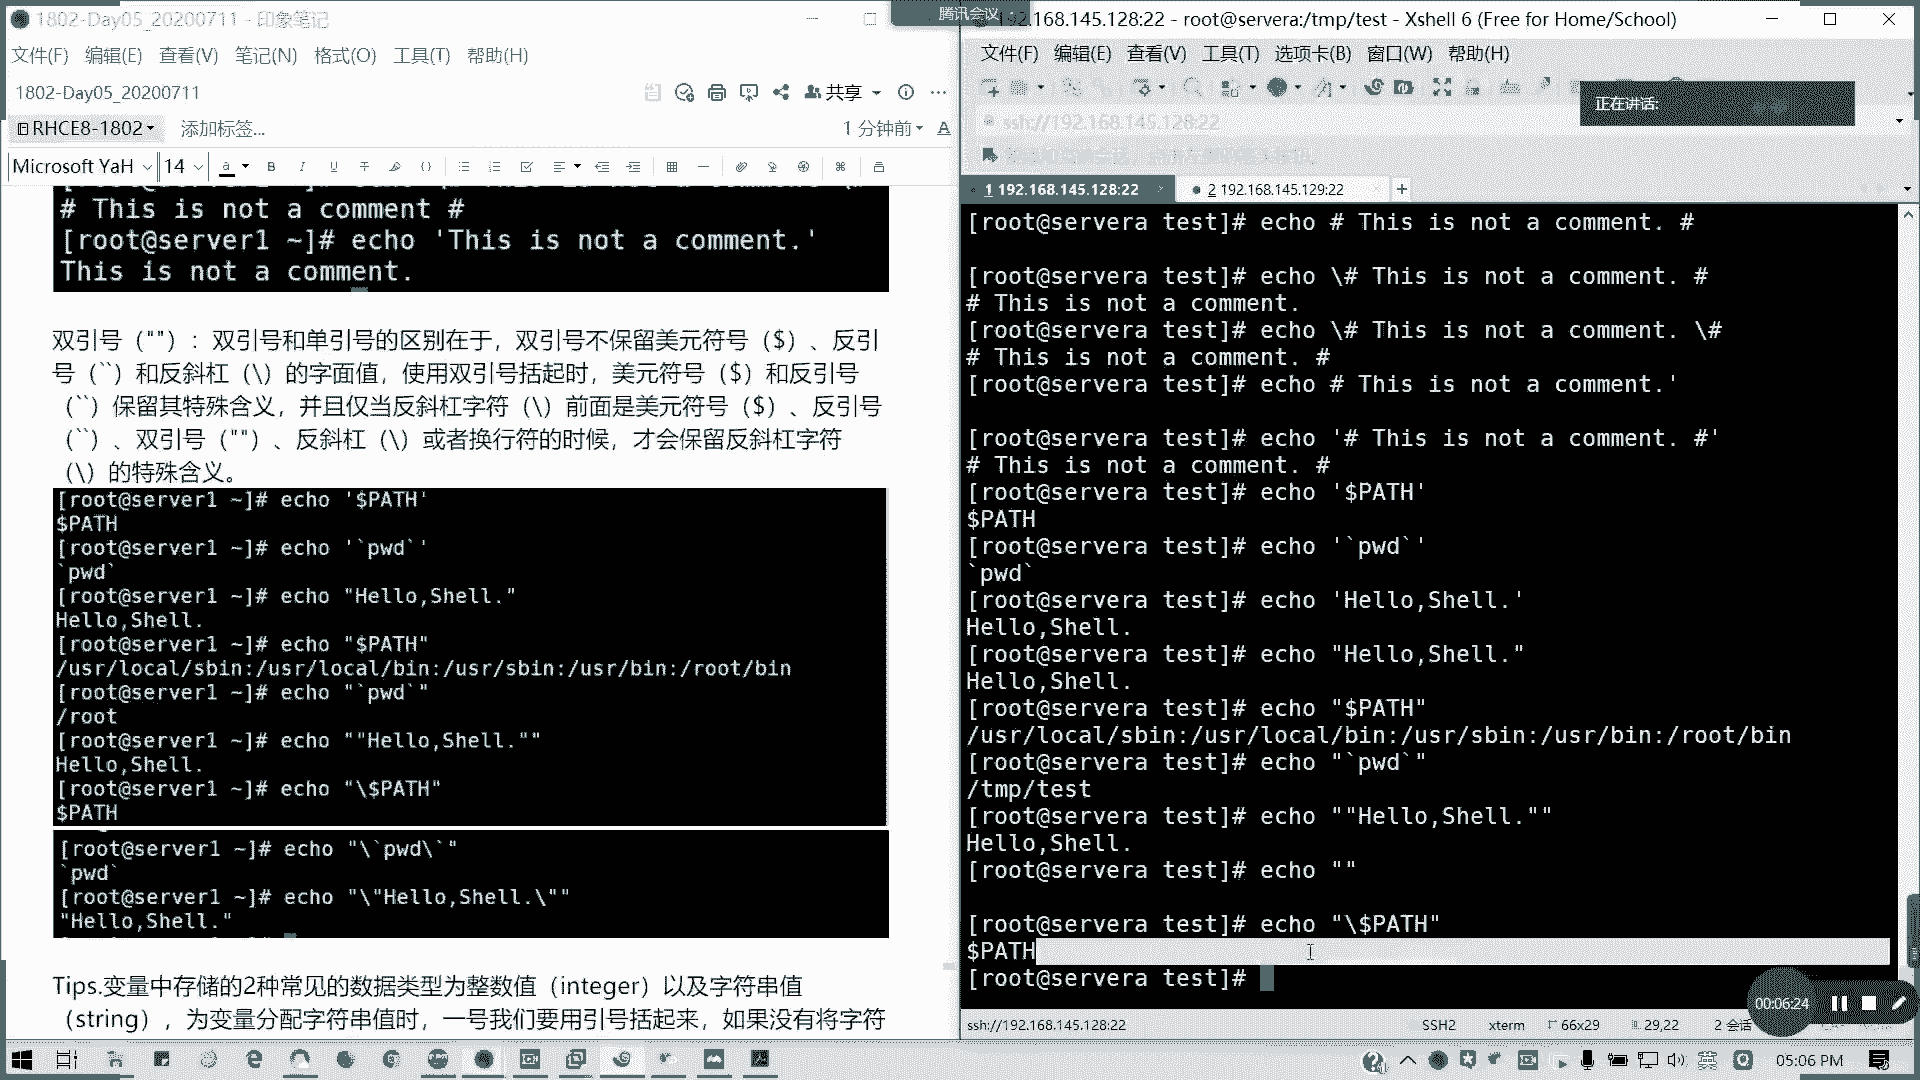 1802-Day05_20200711 - 印象笔记
文件(F) 编辑(E) 查看(V) 笔记(N) 格式(O) 工具(T) 帮助(H)
1802-Day05_20200711
共享
RHCE8-1802
添加标签...
1 分钟前
Microsoft YaH
14
# This is not a comment #
[root@server1 ~]# echo 'This is not a comment.'
This is not a comment.
双引号（""）：双引号和单引号的区别在于，双引号不保留美元符号（$）、反引
号（``）和反斜杠（\）的字面值，使用双引号括起时，美元符号（$）和反引号
（``）保留其特殊含义，并且仅当反斜杠字符（\）前面是美元符号（$）、反引号
（``）、双引号（""）、反斜杠（\）或者换行符的时候，才会保留反斜杠字符
（\）的特殊含义。
[root@server1 ~]# echo '$PATH'
$PATH
[root@server1 ~]# echo '`pwd`'
`pwd`
[root@server1 ~]# echo "Hello,Shell."
Hello,Shell.
[root@server1 ~]# echo "$PATH"
/usr/local/sbin:/usr/local/bin:/usr/sbin:/usr/bin:/root/bin
[root@server1 ~]# echo "`pwd`"
/root
[root@server1 ~]# echo ""Hello,Shell.""
Hello,Shell.
[root@server1 ~]# echo "\$PATH"
$PATH
[root@server1 ~]# echo "\`pwd\`"
`pwd`
[root@server1 ~]# echo "\"Hello,Shell.\""
"Hello,Shell."
Tips.变量中存储的2种常见的数据类型为整数值（integer）以及字符串值
（string），为变量分配字符串值时，一号我们要用引号括起来，如果没有将字符
腾讯会议
192.168.145.128:22 - root@servera:/tmp/test - Xshell 6 (Free for Home/School)
文件(F) 编辑(E) 查看(V) 工具(T) 选项卡(B) 窗口(W) 帮助(H)
正在讲话:
ssh://192.168.145.128:22
1 192.168.145.128:22
2 192.168.145.129:22
[root@servera test]# echo # This is not a comment. #
[root@servera test]# echo \# This is not a comment. #
# This is not a comment.
[root@servera test]# echo \# This is not a comment. \#
# This is not a comment. #
[root@servera test]# echo # This is not a comment.'
[root@servera test]# echo '# This is not a comment. #'
# This is not a comment. #
[root@servera test]# echo '$PATH'
$PATH
[root@servera test]# echo '`pwd`'
`pwd`
[root@servera test]# echo 'Hello,Shell.'
Hello,Shell.
[root@servera test]# echo "Hello,Shell."
Hello,Shell.
[root@servera test]# echo "$PATH"
/usr/local/sbin:/usr/local/bin:/usr/sbin:/usr/bin:/root/bin
[root@servera test]# echo "`pwd`"
/tmp/test
[root@servera test]# echo ""Hello,Shell.""
Hello,Shell.
[root@servera test]# echo ""
[root@servera test]# echo "\$PATH"
$PATH
[root@servera test]#
00:06:24
ssh://192.168.145.128:22
SSH2
xterm
66x29
29,22
2 会话
英
05:06 PM